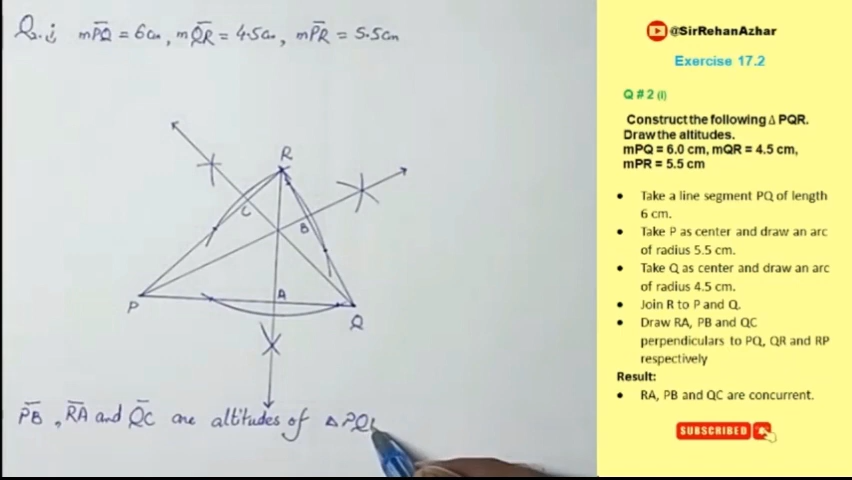 Q2.i mPQ = 6cm, mQR = 4.5cm, mPR = 5.5cm
R
C
B
P
A
Q
PB, RA and QC are altitudes of △PQ
@SirRehanAzhar
Exercise 17.2
Q # 2 (I)
Construct the following Δ PQR.
Draw the altitudes.
mPQ = 6.0 cm, mQR = 4.5 cm,
mPR = 5.5 cm
• Take a line segment PQ of length
6 cm.
• Take P as center and draw an arc
of radius 5.5 cm.
• Take Q as center and draw an arc
of radius 4.5 cm.
• Join R to P and Q.
• Draw RA, PB and QC
perpendiculars to PQ, QR and RP
respectively
Result:
• RA, PB and QC are concurrent.
SUBSCRIBED